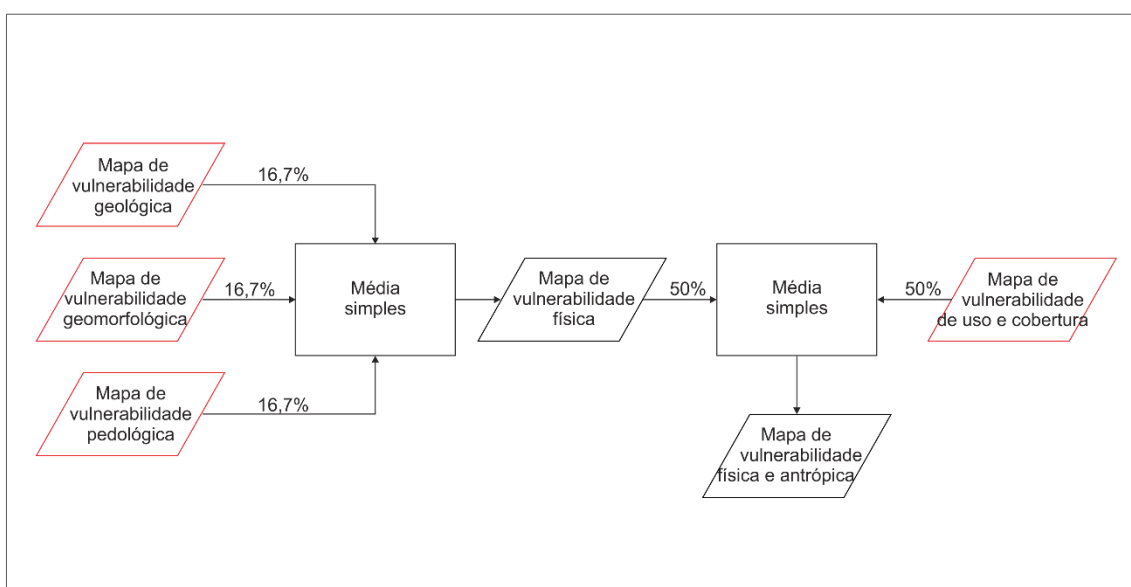 Mapa de
vulnerabilidade
geológica
16,7%
Mapa de
vulnerabilidade
geomorfológica
16,7%
Mapa de
vulnerabilidade
pedológica
16,7%
Média
simples
Mapa de
vulnerabilidade
física
50%
Média
simples
50%
Mapa de
vulnerabilidade
de uso e cobertura
Mapa de
vulnerabilidade
física e antrópica